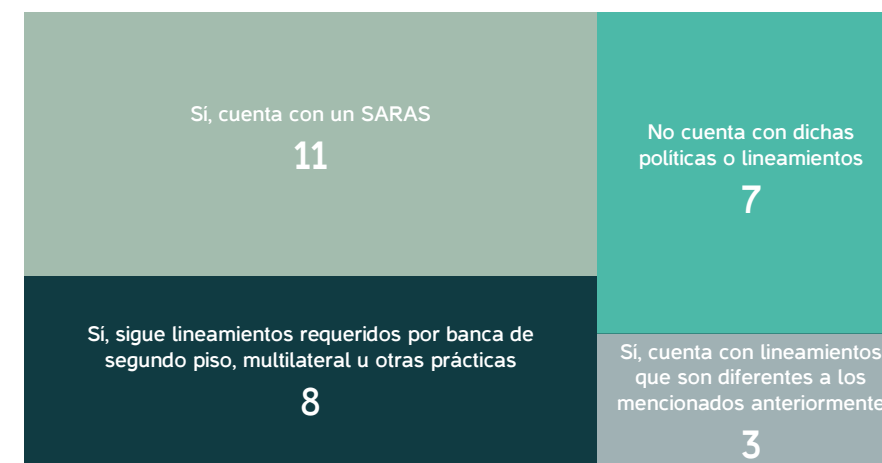 Sí, cuenta con un SARAS
11
No cuenta con dichas
políticas o lineamientos
7
Sí, sigue lineamientos requeridos por banca de
segundo piso, multilateral u otras prácticas
8
Sí, cuenta con lineamientos
que son diferentes a los
mencionados anteriormente
3